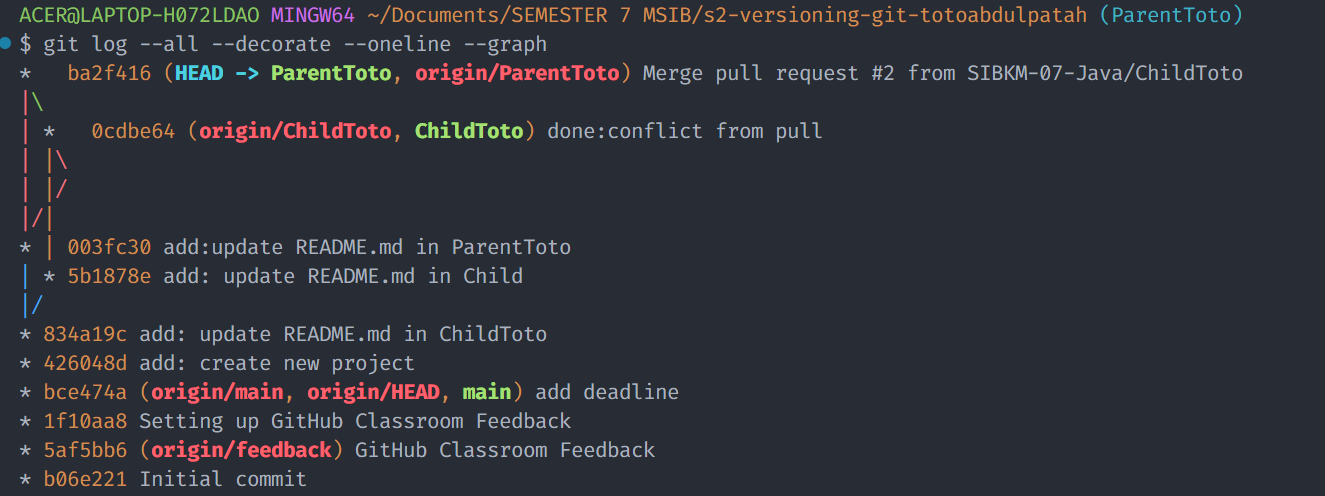 ACER@LAPTOP-H072LDAO MINGW64 ~/Documents/SEMESTER 7 MSIB/s2-versioning-git-totoabdulpatah (ParentToto)
$ git log --all --decorate --oneline --graph
*   ba2f416 (HEAD -> ParentToto, origin/ParentToto) Merge pull request #2 from SIBKM-07-Java/ChildToto
|\
| *   0cdbe64 (origin/ChildToto, ChildToto) done:conflict from pull
| |\
| |/
|/|
* | 003fc30 add:update README.md in ParentToto
| * 5b1878e add: update README.md in Child
|/
* 834a19c add: update README.md in ChildToto
* 426048d add: create new project
* bce474a (origin/main, origin/HEAD, main) add deadline
* 1f10aa8 Setting up GitHub Classroom Feedback
* 5af5bb6 (origin/feedback) GitHub Classroom Feedback
* b06e221 Initial commit